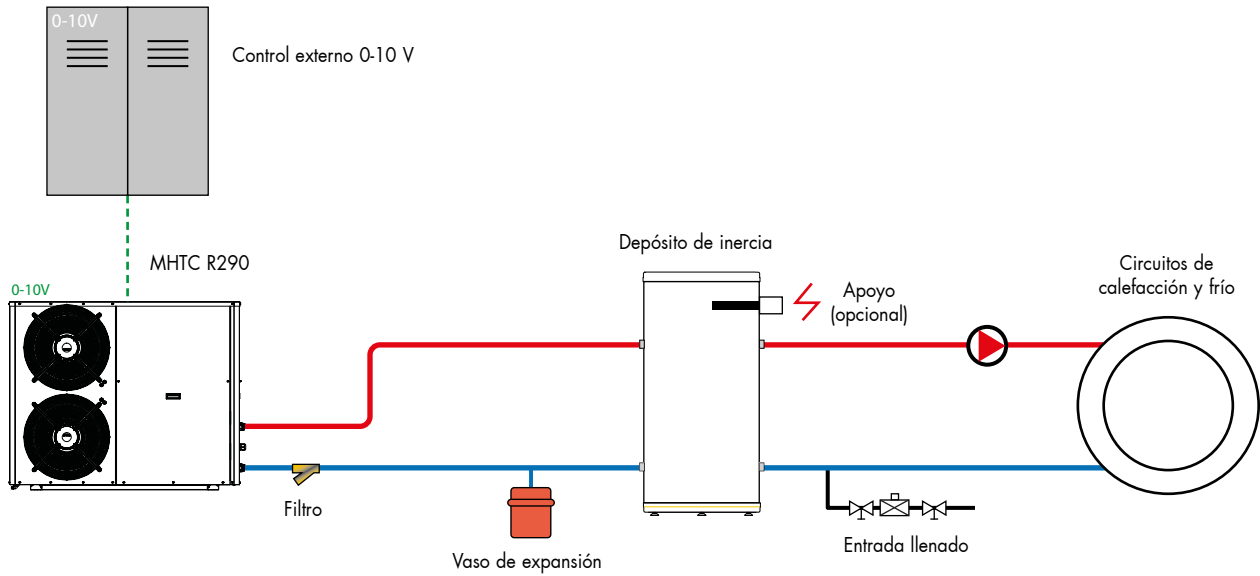 0-10V
Control externo 0-10 V
MHTC R290
0-10V
Depósito de inercia
Apoyo
(opcional)
Circuitos de
calefacción y frío
Filtro
Vaso de expansión
Entrada llenado